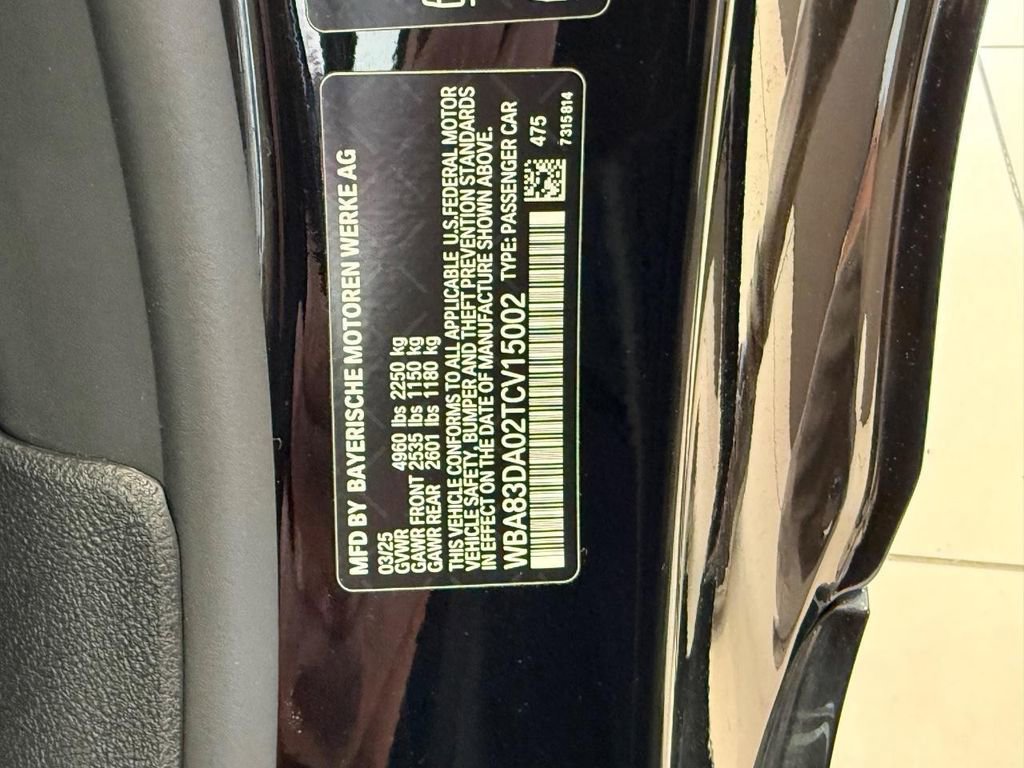 MFD BY BAYERISCHE MOTOREN WERKE AG
03/25
GVWR 4960 lbs 2250 kg
GAWR FRONT 2535 lbs 1150 kg
GAWR REAR 2601 lbs 1180 kg
THIS VEHICLE CONFORMS TO ALL APPLICABLE U.S.FEDERAL MOTOR
VEHICLE SAFETY, BUMPER AND THEFT PREVENTION STANDARDS
IN EFFECT ON THE DATE OF MANUFACTURE SHOWN ABOVE.
WBA83DA02TCV15002 TYPE: PASSENGER CAR
475
7315814